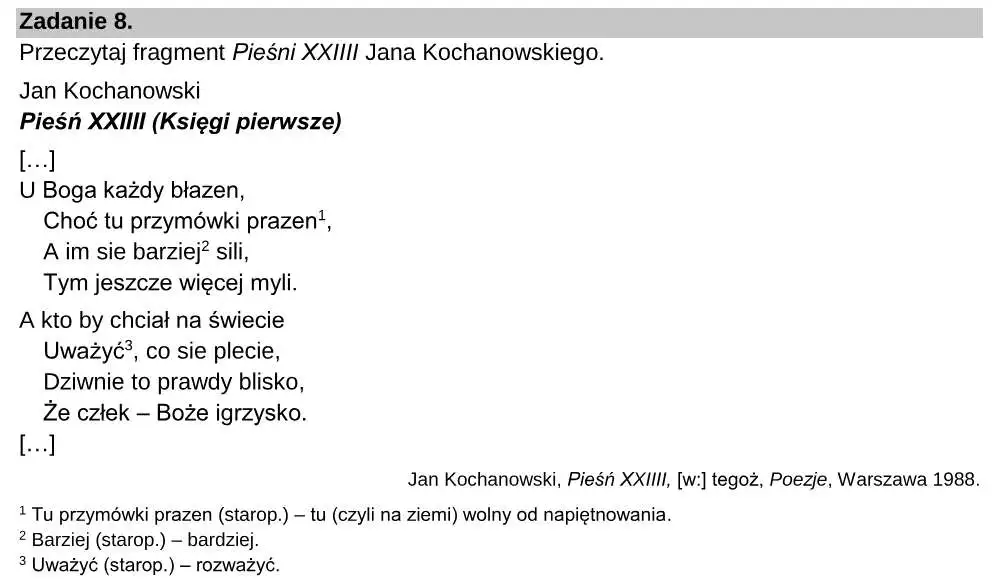 Zadanie 8.
Przeczytaj fragment Pieśni XXIIII Jana Kochanowskiego.
Jan Kochanowski
Pieśń XXIIII (Księgi pierwsze)
[…]
U Boga każdy błazen,
Choć tu przymówki prazen¹,
A im sie barziej² sili,
Tym jeszcze więcej myli.
A kto by chciał na świecie
Uważyć³, co sie plecie,
Dziwnie to prawdy blisko,
Że człek – Boże igrzysko.
[…]
Jan Kochanowski, Pieśń XXIIII, [w:] tegoż, Poezje, Warszawa 1988.
¹ Tu przymówki prazen (starop.) – tu (czyli na ziemi) wolny od napiętnowania.
² Barziej (starop.) – bardziej.
³ Uważyć (starop.) – rozważyć.